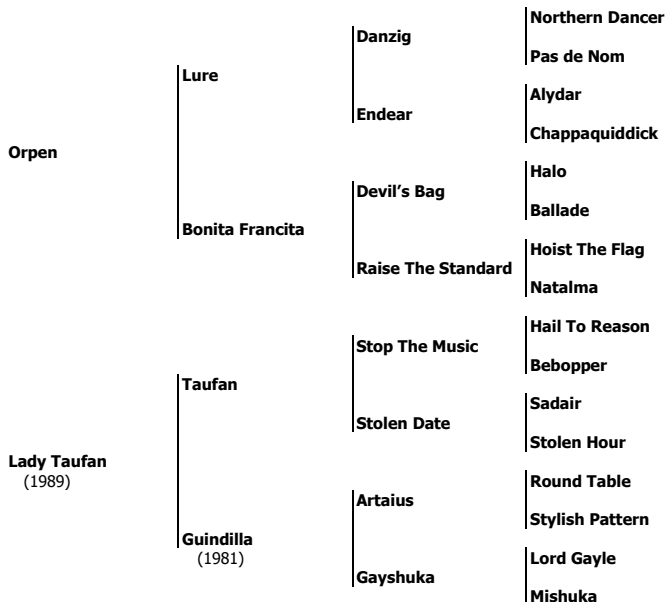 Northern Dancer
Danzig
Pas de Nom
Lure
Alydar
Endear
Chappaquiddick
Orpen
Halo
Devil's Bag
Ballade
Bonita Francita
Hoist The Flag
Raise The Standard
Natalma
Hail To Reason
Stop The Music
Bebopper
Taufan
Sadair
Stolen Date
Stolen Hour
Lady Taufan
(1989)
Round Table
Artaius
Stylish Pattern
Guindilla
(1981)
Lord Gayle
Gayshuka
Mishuka